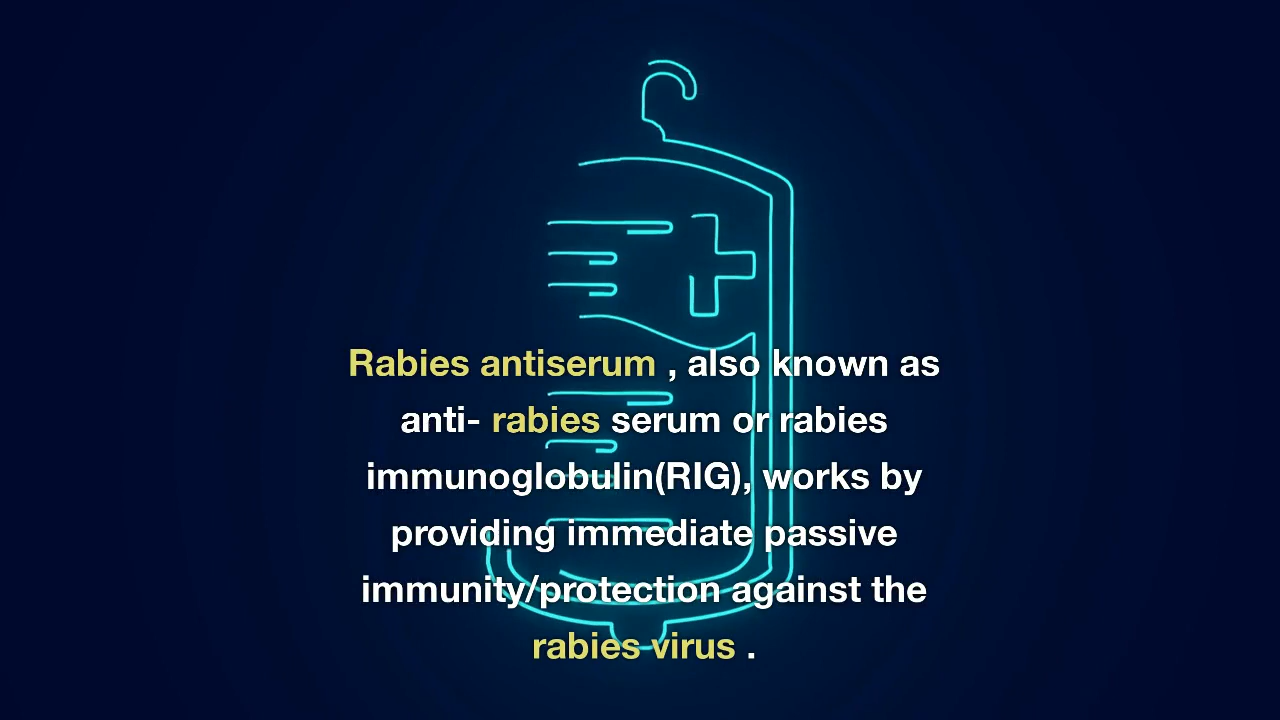 Rabies antiserum , also known as
anti- rabies serum or rabies
immunoglobulin(RIG), works by
providing immediate passive
immunity/protection against the
rabies virus .